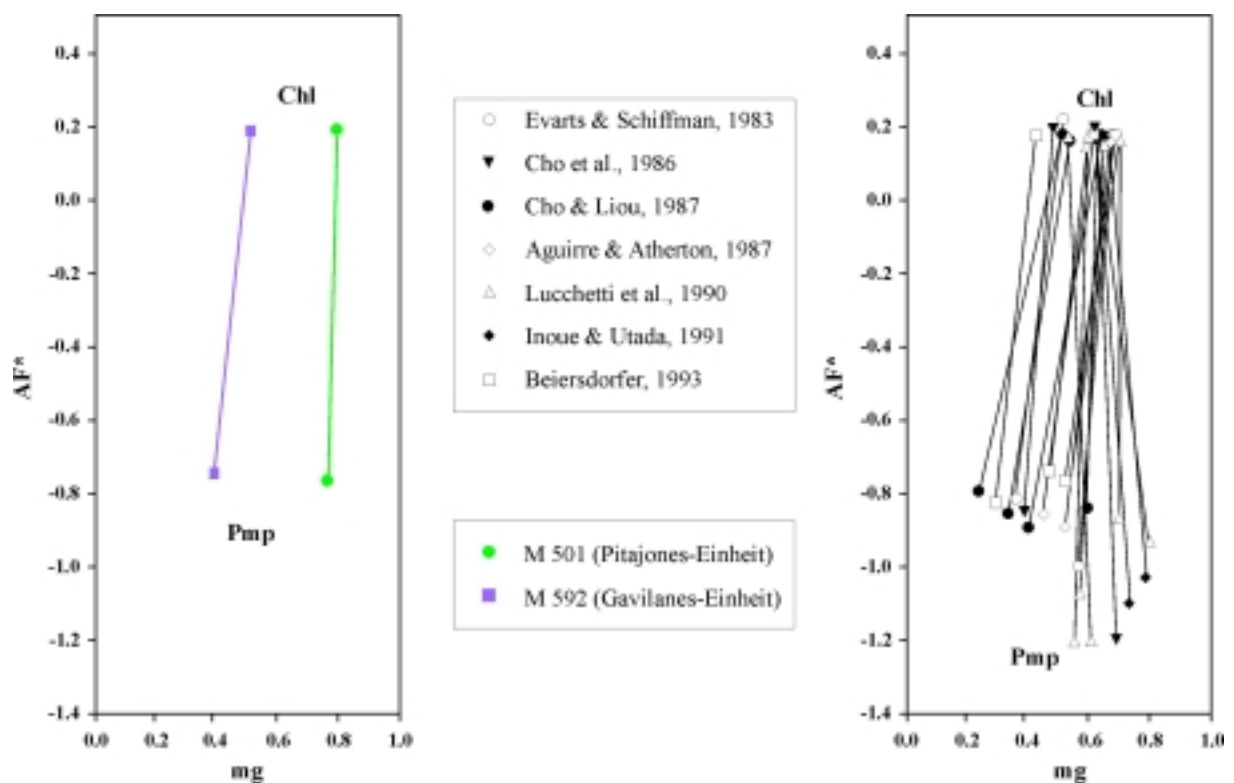 0.4
0.2
0.0
-0.2
-0.4
-0.6
-0.8
-1.0
-1.2
-1.4
AF*
0.0 0.2 0.4 0.6 0.8 1.0
mg
Chl
Pmp
Evarts & Schiffman, 1983
Cho et al., 1986
Cho & Liou, 1987
Aguirre & Atherton, 1987
Lucchetti et al., 1990
Inoue & Utada, 1991
Beiersdorfer, 1993
M 501 (Pitajones-Einheit)
M 592 (Gavilanes-Einheit)
0.4
0.2
0.0
-0.2
-0.4
-0.6
-0.8
-1.0
-1.2
-1.4
AF*
0.0 0.2 0.4 0.6 0.8 1.0
mg
Chl
Pmp